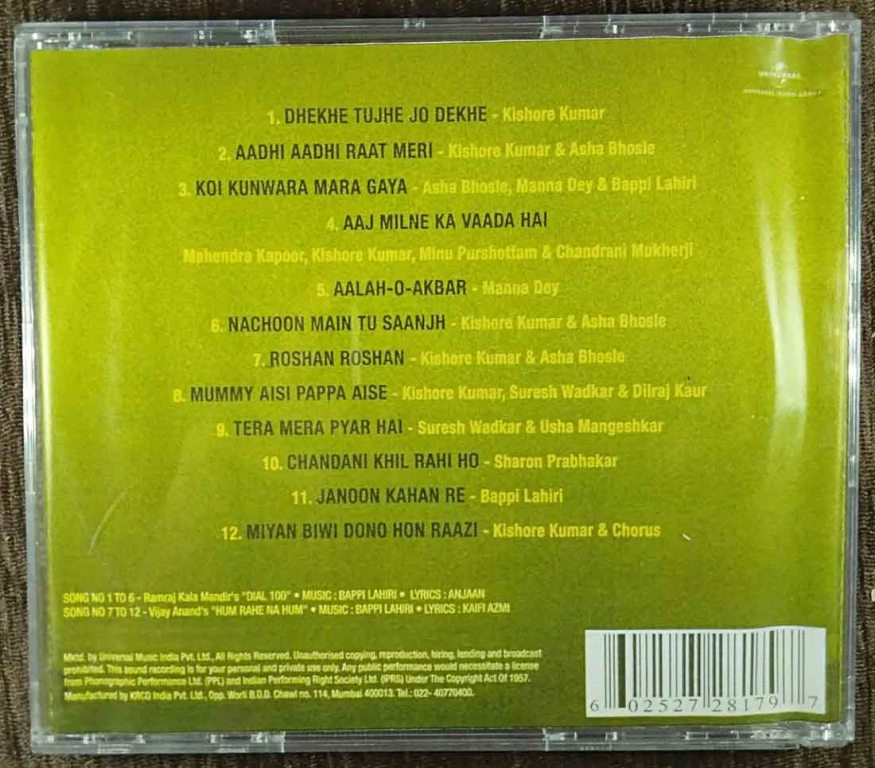 UNIVERSAL
UNIVERSAL MUSIC GROUP
1. DHEKHE TUJHE JO DEKHE - Kishore Kumar
2. AADHI AADHI RAAT MERI - Kishore Kumar & Asha Bhosle
3. KOI KUNWARA MARA GAYA - Asha Bhosle, Manna Dey & Bappi Lahiri
4. AAJ MILNE KA VAADA HAI
Mahendra Kapoor, Kishore Kumar, Minu Purshottam & Chandrani Mukherji
5. AALAH-O-AKBAR - Manna Dey
6. NACHOON MAIN TU SAANJH - Kishore Kumar & Asha Bhosle
7. ROSHAN ROSHAN - Kishore Kumar & Asha Bhosle
8. MUMMY AISI PAPPA AISE - Kishore Kumar, Suresh Wadkar & Dilraj Kaur
9. TERA MERA PYAR HAI - Suresh Wadkar & Usha Mangeshkar
10. CHANDANI KHIL RAHI HO - Sharon Prabhakar
11. JANOON KAHAN RE - Bappi Lahiri
12. MIYAN BIWI DONO HON RAAZI - Kishore Kumar & Chorus
SONG NO 1 TO 6 - Ramraj Kala Mandir's "DIAL 100" • MUSIC : BAPPI LAHIRI • LYRICS : ANJAAN
SONG NO 7 TO 12 - Vijay Anand's "HUM RAHE NA HUM" • MUSIC : BAPPI LAHIRI • LYRICS : KAIFI AZMI
Mktd. by Universal Music India Pvt. Ltd., All Rights Reserved. Unauthorised copying, reproduction, hiring, lending and broadcast
prohibited. This sound recording is for your personal and private use only. Any public performance would necessitate a license
from Phonographic Performance Ltd. (PPL) and Indian Performing Right Society Ltd. (IPRS) Under The Copyright Act Of 1957.
Manufactured by KRCD India Pvt. Ltd., Opp. Worli B.D.D. Chawl no. 114, Mumbai 400013. Tel.: 022- 40770400.
6 02527 28179 7